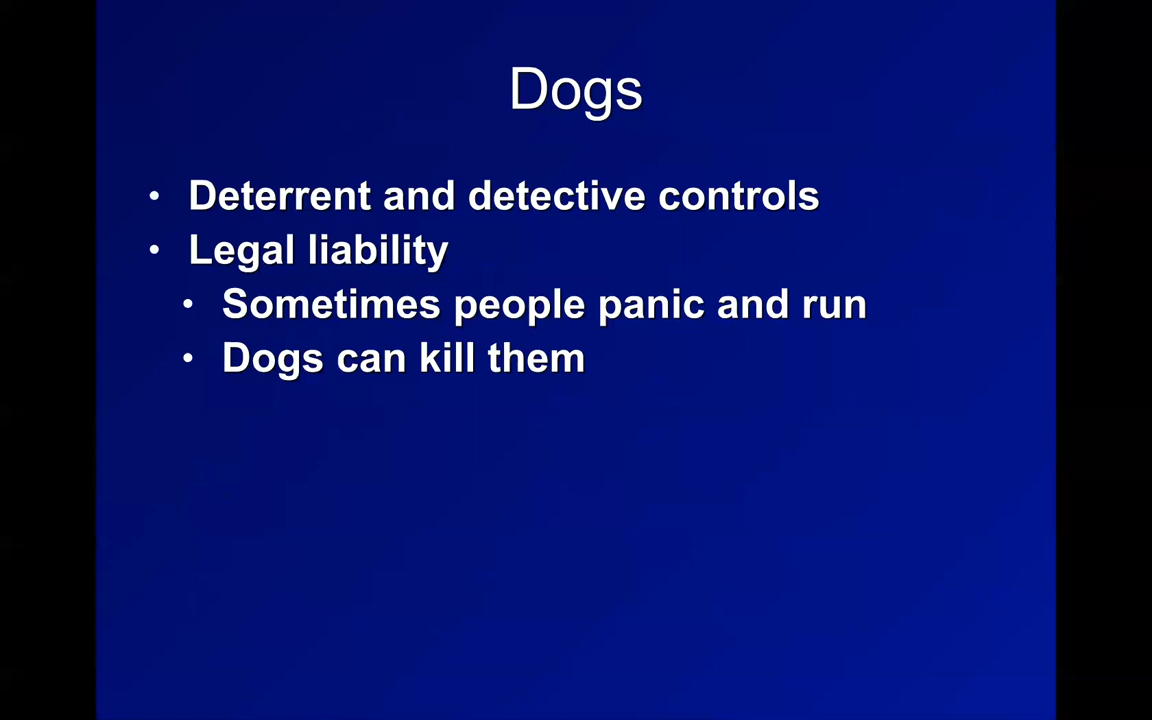 Dogs
• Deterrent and detective controls
• Legal liability
• Sometimes people panic and run
• Dogs can kill them